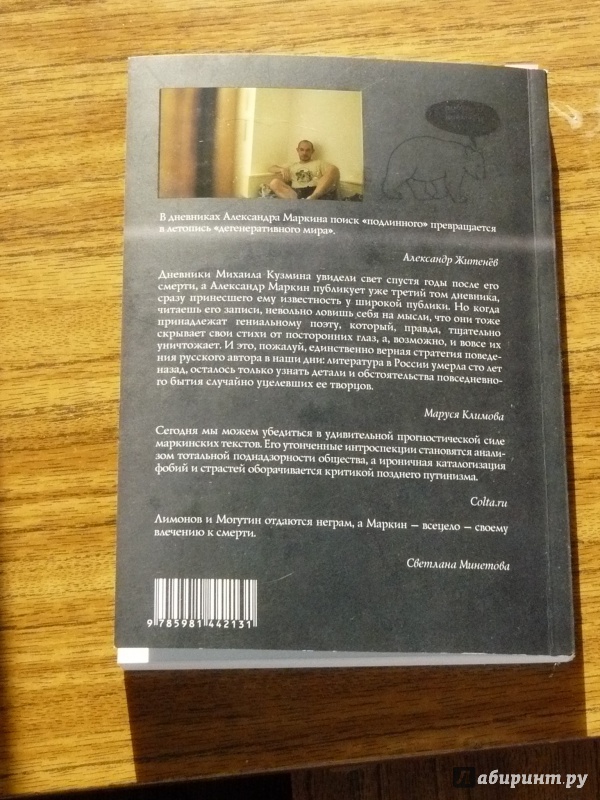 В дневниках Александра Маркина поиск «подлинного» превращается
в летопись «дегенеративного мира».
Александр Житенёв
Дневники Михаила Кузмина увидели свет спустя годы после его
смерти, а Александр Маркин публикует уже третий том дневника,
сразу принесшего ему известность у широкой публики. Но когда
читаешь его записи, невольно ловишь себя на мысли, что они тоже
принадлежат гениальному поэту, который, правда, тщательно
скрывает свои стихи от посторонних глаз, а, возможно, и вовсе их
уничтожает. И это, пожалуй, единственно верная стратегия поведе-
ния русского автора в наши дни: литература в России умерла сто лет
назад, осталось только узнать детали и обстоятельства повседневно-
го бытия случайно уцелевших ее творцов.
Маруся Климова
Сегодня мы можем убедиться в удивительной прогностической силе
маркинских текстов. Его утонченные интроспекции становятся анали-
зом тотальной поднадзорности общества, а ироничная каталогизация
фобий и страстей оборачивается критикой позднего путинизма.
Colta.ru
Лимонов и Могутин отдаются неграм, а Маркин – всецело – своему
влечению к смерти.
Светлана Минетова
9 785981 442131
Лабиринт.ру